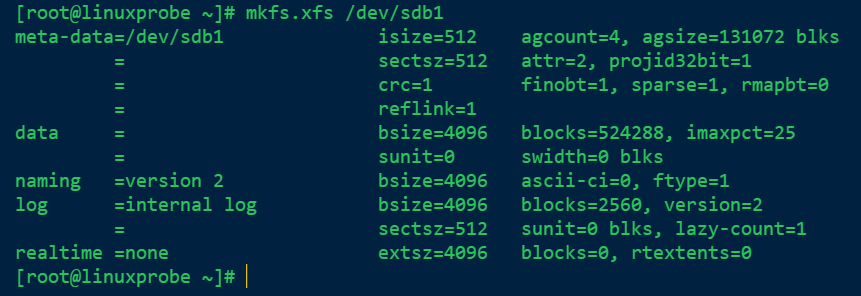 [root@linuxprobe ~]# mkfs.xfs /dev/sdb1
meta-data=/dev/sdb1              isize=512    agcount=4, agsize=131072 blks
         =                       sectsz=512   attr=2, projid32bit=1
         =                       crc=1        finobt=1, sparse=1, rmapbt=0
         =                       reflink=1
data     =                       bsize=4096   blocks=524288, imaxpct=25
         =                       sunit=0      swidth=0 blks
naming   =version 2              bsize=4096   ascii-ci=0, ftype=1
log      =internal log           bsize=4096   blocks=2560, version=2
         =                       sectsz=512   sunit=0 blks, lazy-count=1
realtime =none                   extsz=4096   blocks=0, rtextents=0
[root@linuxprobe ~]#